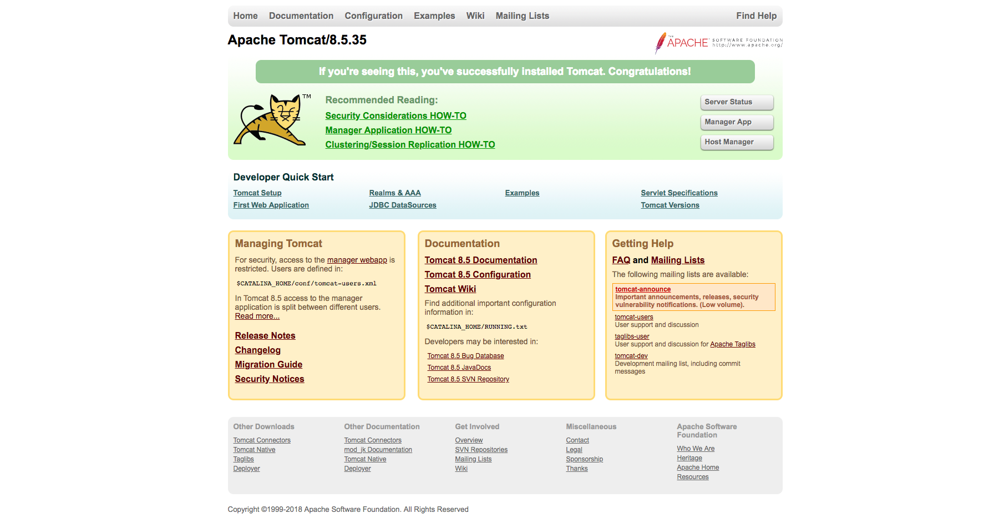 Home Documentation Configuration Examples Wiki Mailing Lists Find Help
Apache Tomcat/8.5.35
THE APACHE SOFTWARE FOUNDATION
http://www.apache.org/
If you're seeing this, you've successfully installed Tomcat. Congratulations!
TM
Recommended Reading:
Security Considerations HOW-TO
Manager Application HOW-TO
Clustering/Session Replication HOW-TO
Server Status
Manager App
Host Manager
Developer Quick Start
Tomcat Setup
First Web Application
Realms & AAA
JDBC DataSources
Examples
Servlet Specifications
Tomcat Versions
Managing Tomcat
For security, access to the manager webapp is
restricted. Users are defined in:
$CATALINA_HOME/conf/tomcat-users.xml
In Tomcat 8.5 access to the manager
application is split between different users.
Read more...
Release Notes
Changelog
Migration Guide
Security Notices
Documentation
Tomcat 8.5 Documentation
Tomcat 8.5 Configuration
Tomcat Wiki
Find additional important configuration
information in:
$CATALINA_HOME/RUNNING.txt
Developers may be interested in:
Tomcat 8.5 Bug Database
Tomcat 8.5 JavaDocs
Tomcat 8.5 SVN Repository
Getting Help
FAQ and Mailing Lists
The following mailing lists are available:
tomcat-announce
Important announcements, releases, security
vulnerability notifications. (Low volume).
tomcat-users
User support and discussion
taglibs-user
User support and discussion for Apache Taglibs
tomcat-dev
Development mailing list, including commit
messages
Other Downloads
Tomcat Connectors
Tomcat Native
Taglibs
Deployer
Other Documentation
Tomcat Connectors
mod_jk Documentation
Tomcat Native
Deployer
Get Involved
Overview
SVN Repositories
Mailing Lists
Wiki
Miscellaneous
Contact
Legal
Sponsorship
Thanks
Apache Software
Foundation
Who We Are
Heritage
Apache Home
Resources
Copyright ©1999-2018 Apache Software Foundation. All Rights Reserved